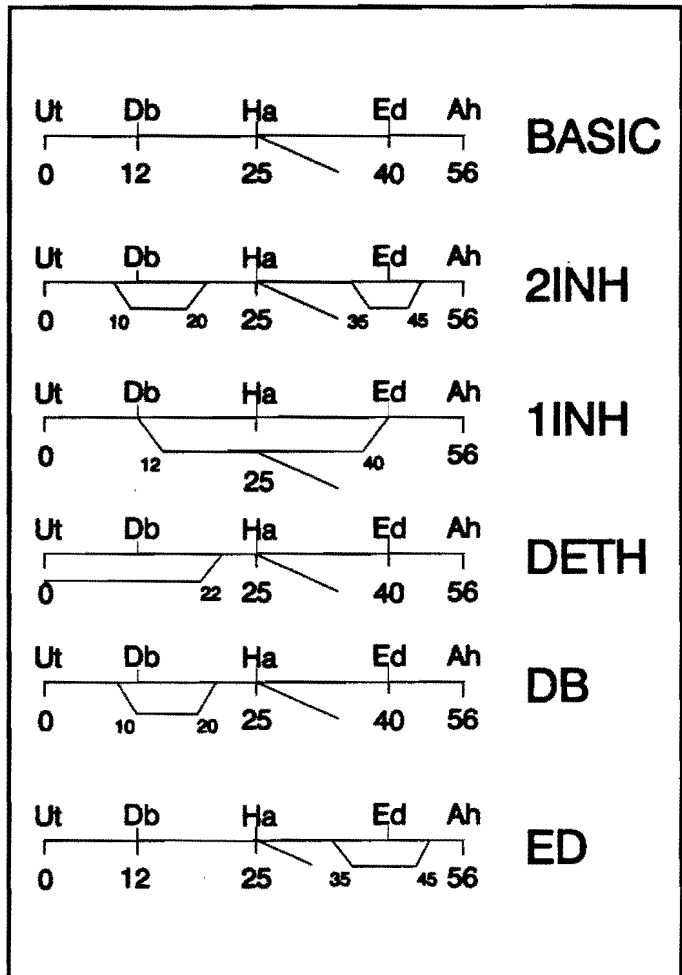 Ut Db Ha Ed Ah
BASIC
0 12 25 40 56
Ut Db Ha Ed Ah
2INH
0 10 20 25 35 45 56
Ut Db Ha Ed Ah
1INH
0 12 25 40 56
Ut Db Ha Ed Ah
DETH
0 22 25 40 56
Ut Db Ha Ed Ah
DB
0 10 20 25 40 56
Ut Db Ha Ed Ah
ED
0 12 25 35 45 56